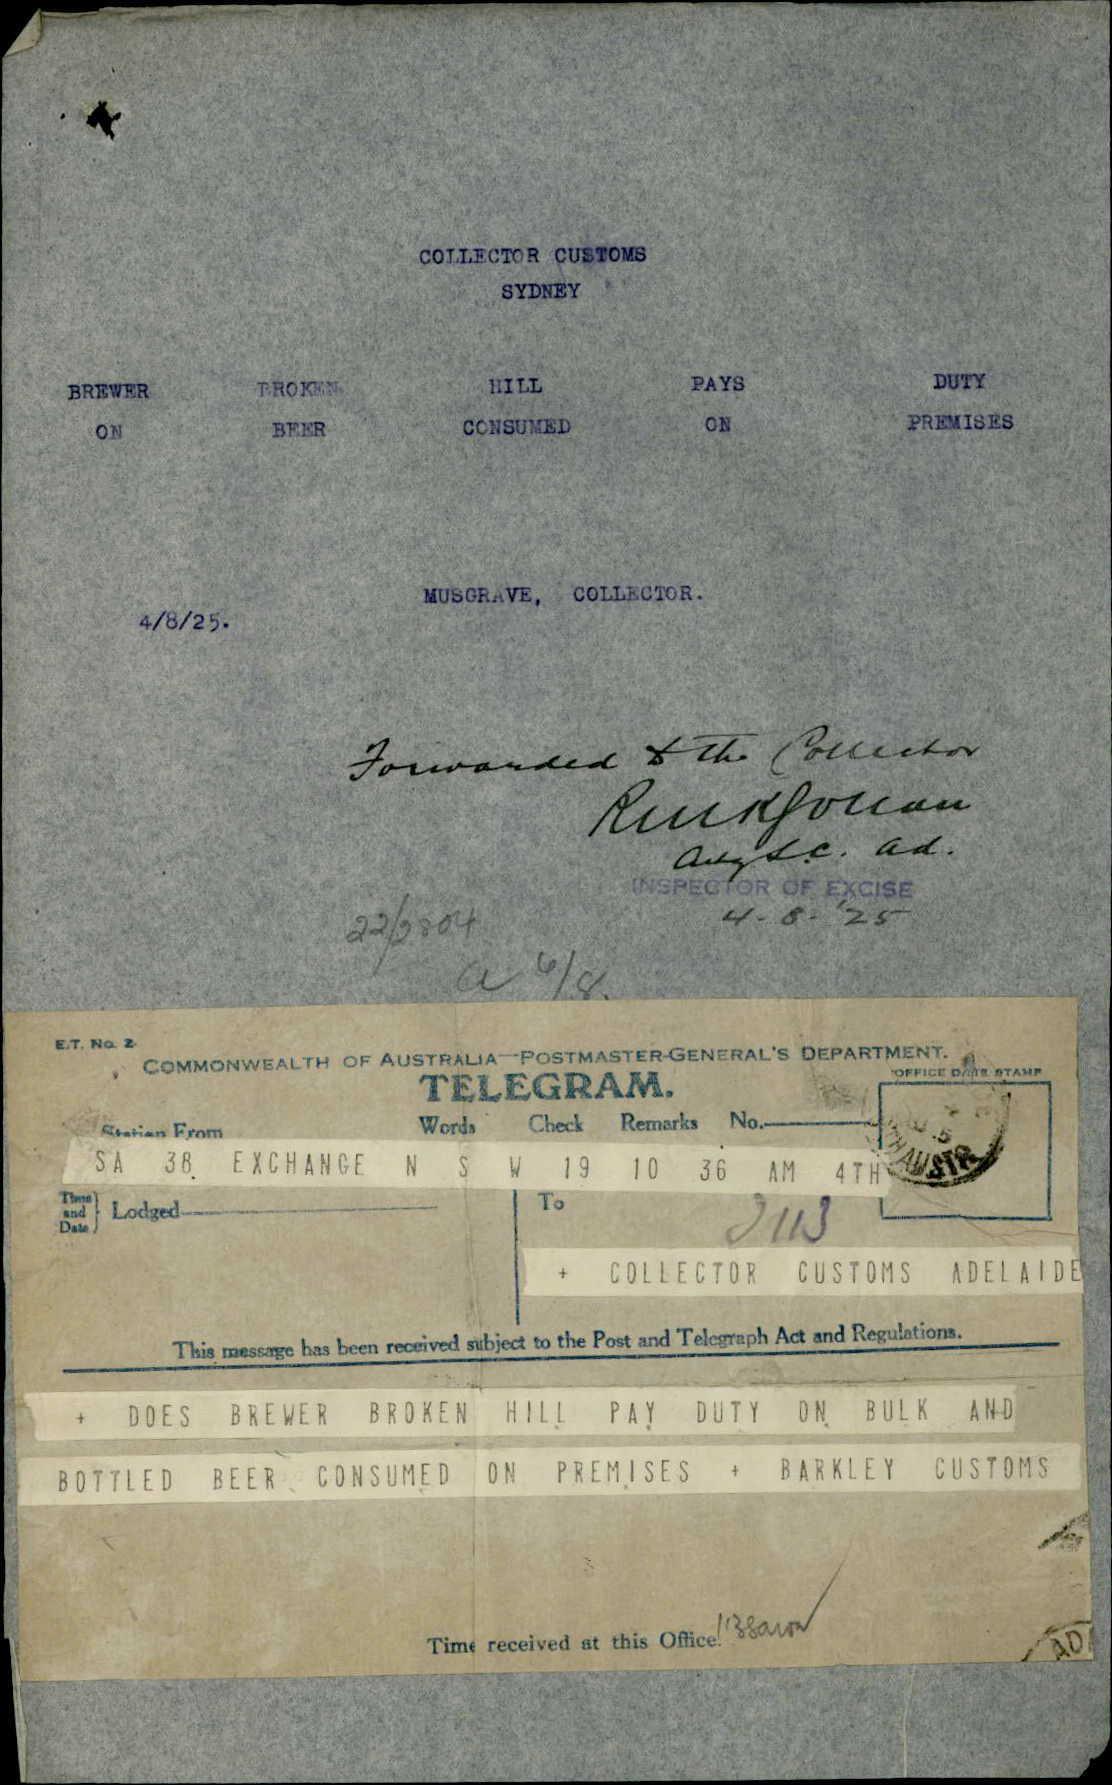 COLLECTOR CUSTOMS
SYDNEY
BREWER BROKEN HILL PAYS DUTY
ON BEER CONSUMED ON PREMISES
MUSGRAVE, COLLECTOR.
4/8/25.
Forwarded to the Collector
INSPECTOR OF EXCISE
4-8-'25
22/2804
a 6/8.
E.T. No. 2.
COMMONWEALTH OF AUSTRALIA—POSTMASTER-GENERAL'S DEPARTMENT.
TELEGRAM.
OFFICE DATE STAMP
Station From Words Check Remarks No.
SA 38 EXCHANGE N S W 19 10 36 AM 4TH
Time and Date } Lodged
To
2113
+ COLLECTOR CUSTOMS ADELAIDE
This message has been received subject to the Post and Telegraph Act and Regulations.
+ DOES BREWER BROKEN HILL PAY DUTY ON BULK AND
BOTTLED BEER CONSUMED ON PREMISES + BARKLEY CUSTOMS
Time received at this Office.
AD